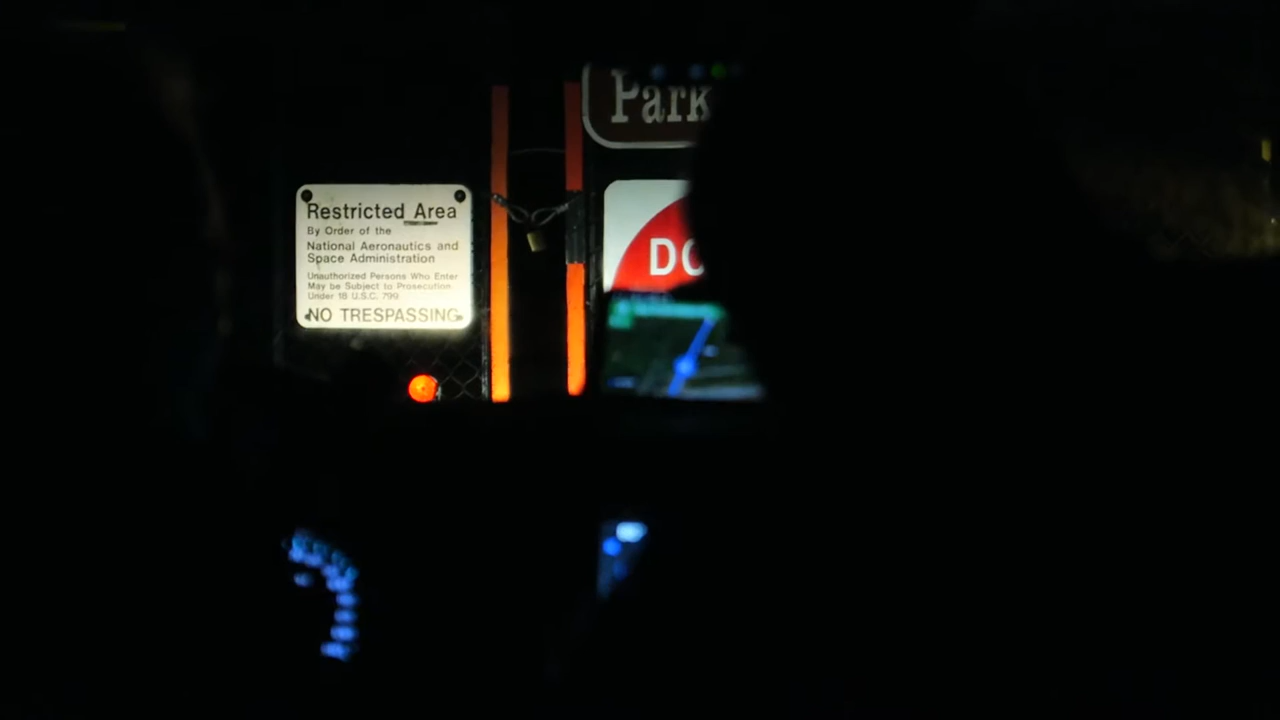 Park
Restricted Area
By Order of the
National Aeronautics and
Space Administration
Unauthorized Persons Who Enter
May be Subject to Prosecution
Under 18 U.S.C. 799
NO TRESPASSING
DO